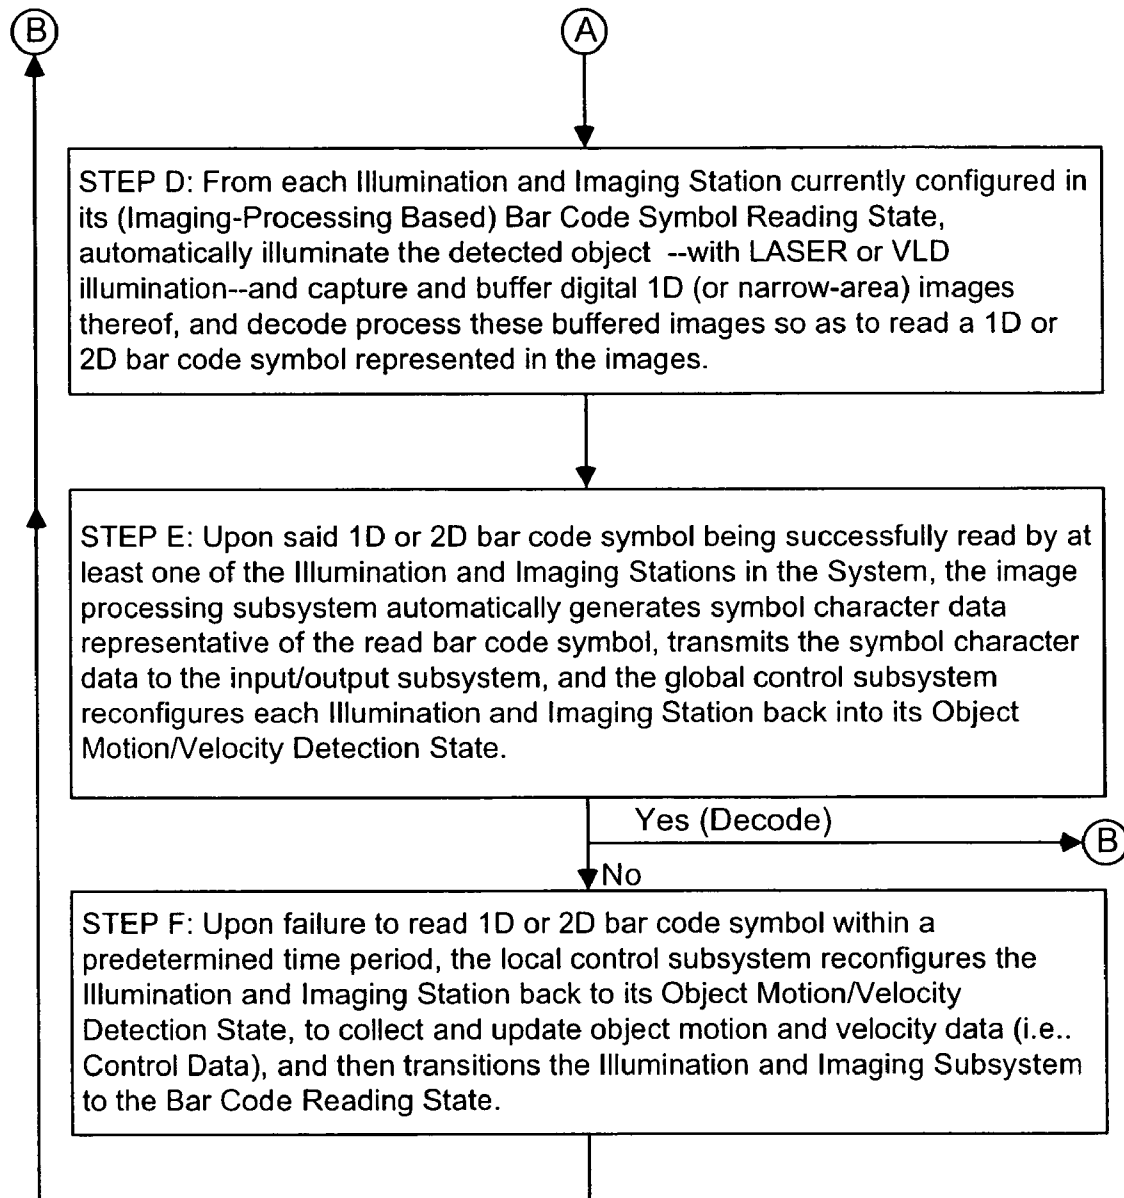 B
A
STEP D: From each Illumination and Imaging Station currently configured in
its (Imaging-Processing Based) Bar Code Symbol Reading State,
automatically illuminate the detected object --with LASER or VLD
illumination--and capture and buffer digital 1D (or narrow-area) images
thereof, and decode process these buffered images so as to read a 1D or
2D bar code symbol represented in the images.
STEP E: Upon said 1D or 2D bar code symbol being successfully read by at
least one of the Illumination and Imaging Stations in the System, the image
processing subsystem automatically generates symbol character data
representative of the read bar code symbol, transmits the symbol character
data to the input/output subsystem, and the global control subsystem
reconfigures each Illumination and Imaging Station back into its Object
Motion/Velocity Detection State.
Yes (Decode)
B
No
STEP F: Upon failure to read 1D or 2D bar code symbol within a
predetermined time period, the local control subsystem reconfigures the
Illumination and Imaging Station back to its Object Motion/Velocity
Detection State, to collect and update object motion and velocity data (i.e..
Control Data), and then transitions the Illumination and Imaging Subsystem
to the Bar Code Reading State.